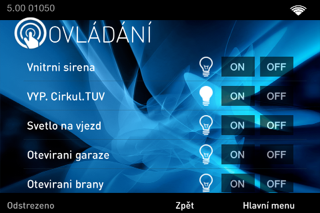 5.00 01050
OVLÁDÁNÍ
Vnitrni sirena ON OFF
VYP. Cirkul.TUV ON OFF
Svetlo na vjezd ON OFF
Otevirani garaze ON OFF
Otevirani brany ON OFF
Odstrezeno Zpět Hlavní menu